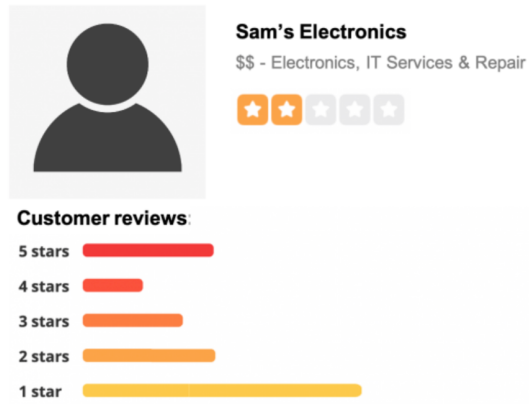 Sam's Electronics
$$ - Electronics, IT Services & Repair
Customer reviews:
5 stars
4 stars
3 stars
2 stars
1 star